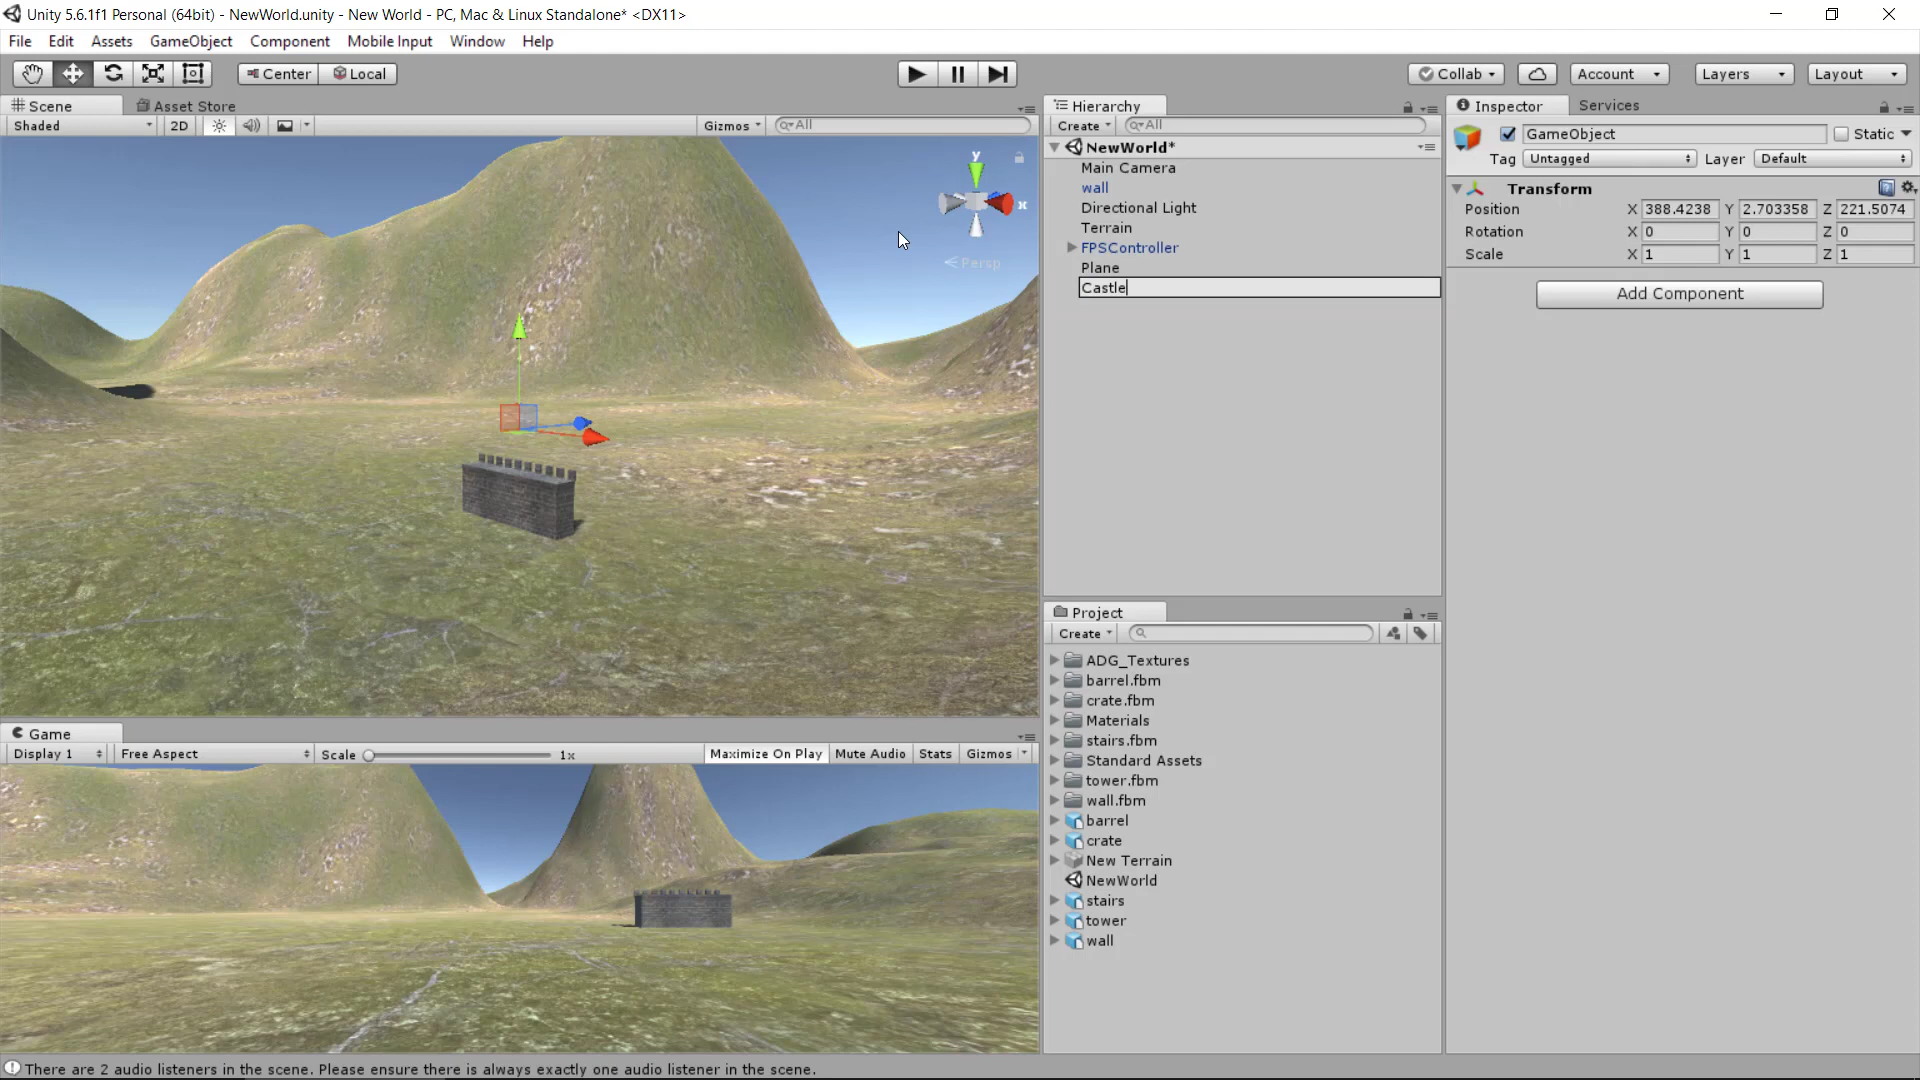 Unity 5.6.1f1 Personal (64bit) - NewWorld.unity - New World - PC, Mac & Linux Standalone* <DX11>
File Edit Assets GameObject Component Mobile Input Window Help
Center Local Collab Account Layers Layout
Scene Asset Store
Shaded 2D Gizmos All
y
x
Persp
Hierarchy
Create All
NewWorld*
Main Camera
wall
Directional Light
Terrain
FPSController
Plane
Castle
Inspector Services
GameObject Static
Tag Untagged Layer Default
Transform
Position X 388.4238 Y 2.703358 Z 221.5074
Rotation X 0 Y 0 Z 0
Scale X 1 Y 1 Z 1
Add Component
Game
Display 1 Free Aspect Scale 1x Maximize On Play Mute Audio Stats Gizmos
Project
Create
ADG_Textures
barrel.fbm
crate.fbm
Materials
stairs.fbm
Standard Assets
tower.fbm
wall.fbm
barrel
crate
New Terrain
NewWorld
stairs
tower
wall
There are 2 audio listeners in the scene. Please ensure there is always exactly one audio listener in the scene.